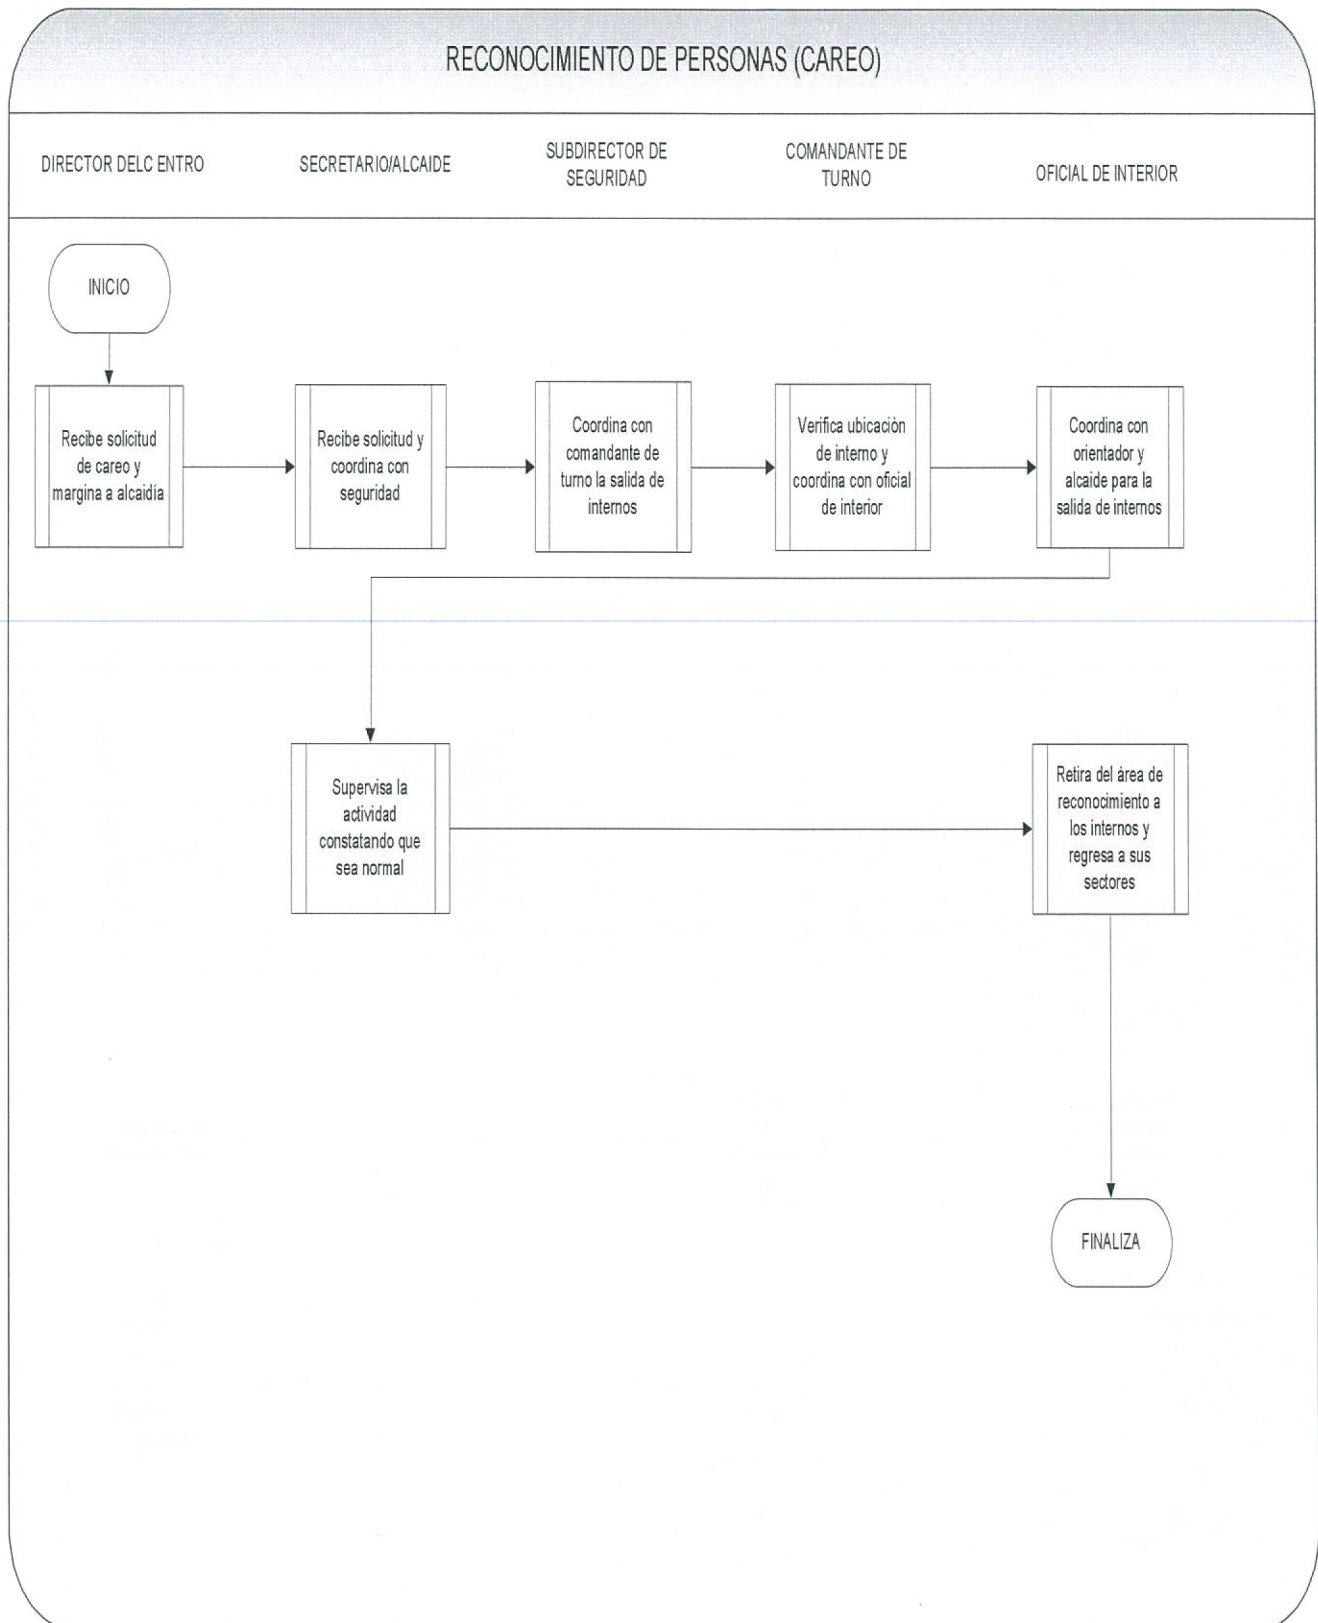 RECONOCIMIENTO DE PERSONAS (CAREO)
DIRECTOR DELC ENTRO
SECRETARIO/ALCAIDE
SUBDIRECTOR DE
SEGURIDAD
COMANDANTE DE
TURNO
OFICIAL DE INTERIOR
INICIO
Recibe solicitud
de careo y
margina a alcaidía
Recibe solicitud y
coordina con
seguridad
Coordina con
comandante de
turno la salida de
internos
Verifica ubicaciòn
de interno y
coordina con oficial
de interior
Coordina con
orientador y
alcaide para la
salida de internos
Supervisa la
actividad
constatando que
sea normal
Retira del área de
reconocimiento a
los internos y
regresa a sus
sectores
FINALIZA